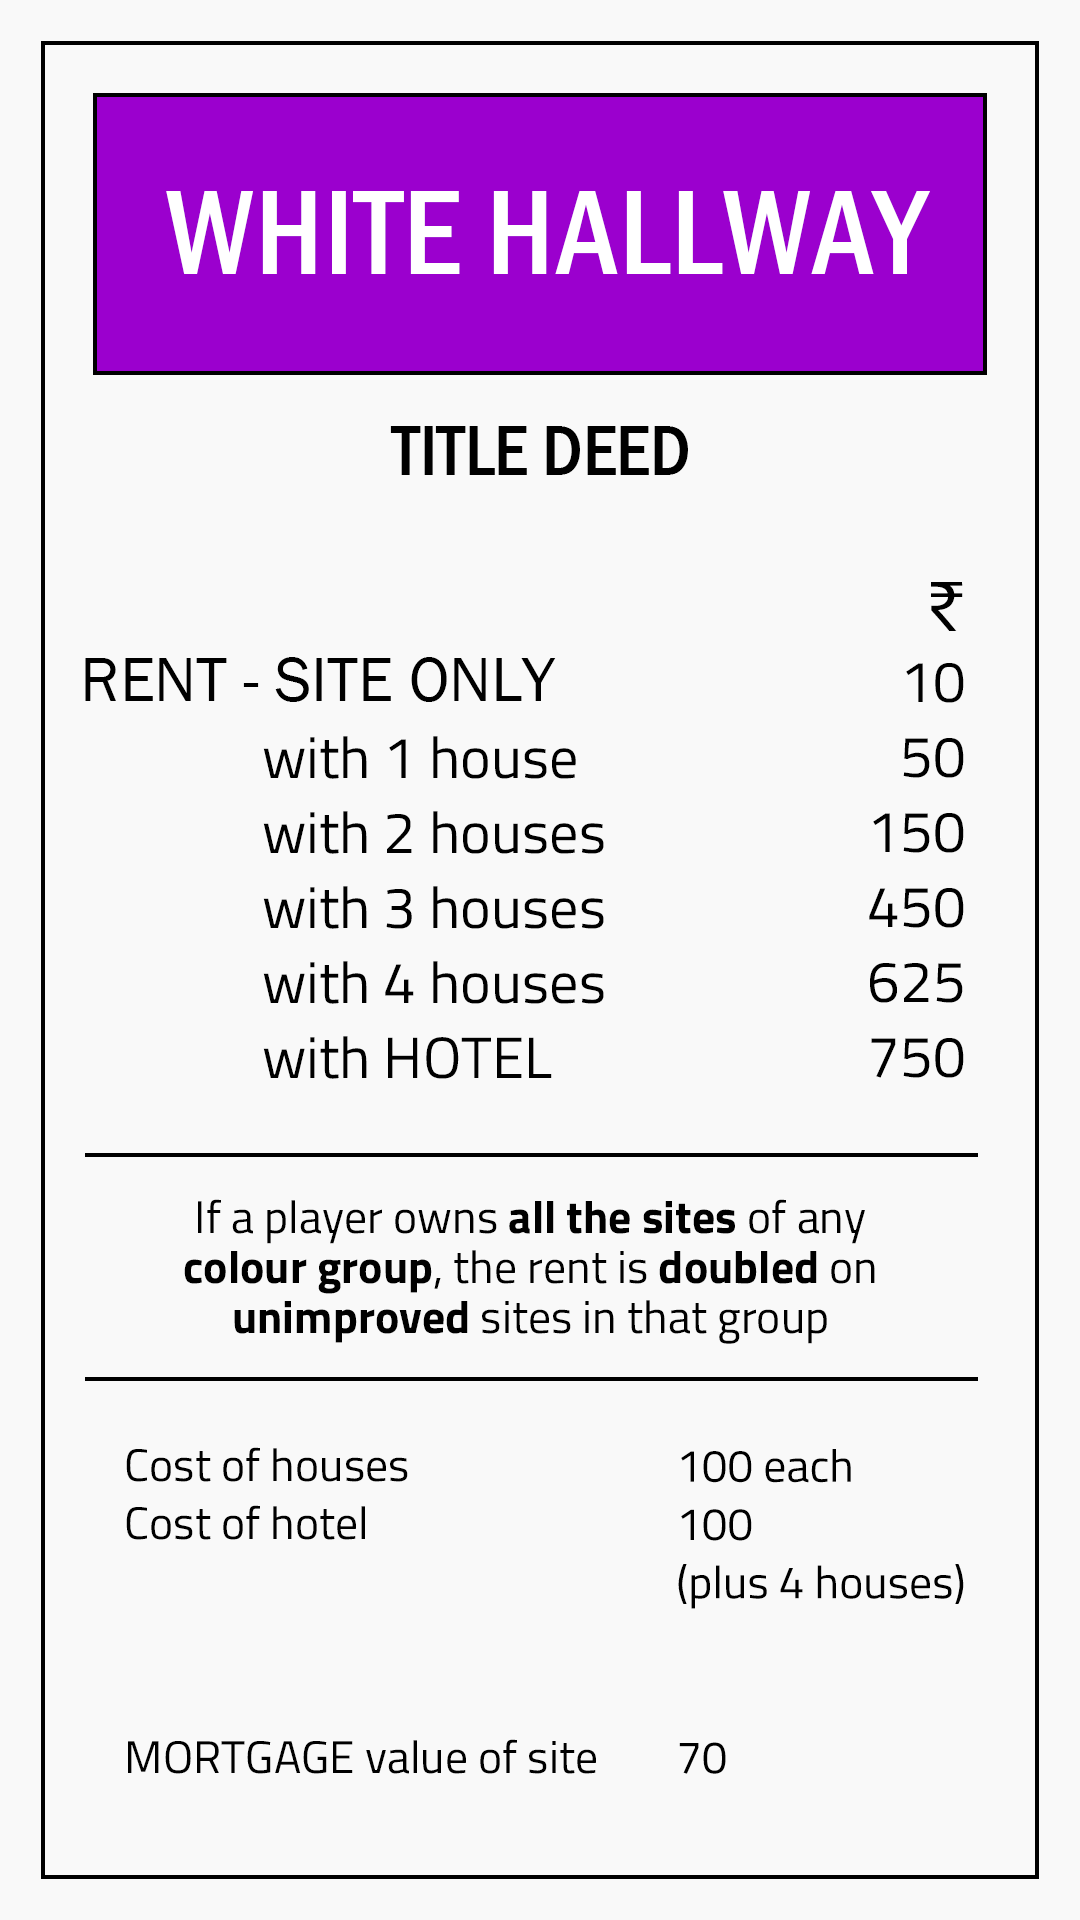 WHITE HALLWAY
TITLE DEED
₹
RENT - SITE ONLY 10
with 1 house 50
with 2 houses 150
with 3 houses 450
with 4 houses 625
with HOTEL 750
If a player owns all the sites of any
colour group, the rent is doubled on
unimproved sites in that group
Cost of houses 100 each
Cost of hotel 100
(plus 4 houses)
MORTGAGE value of site 70